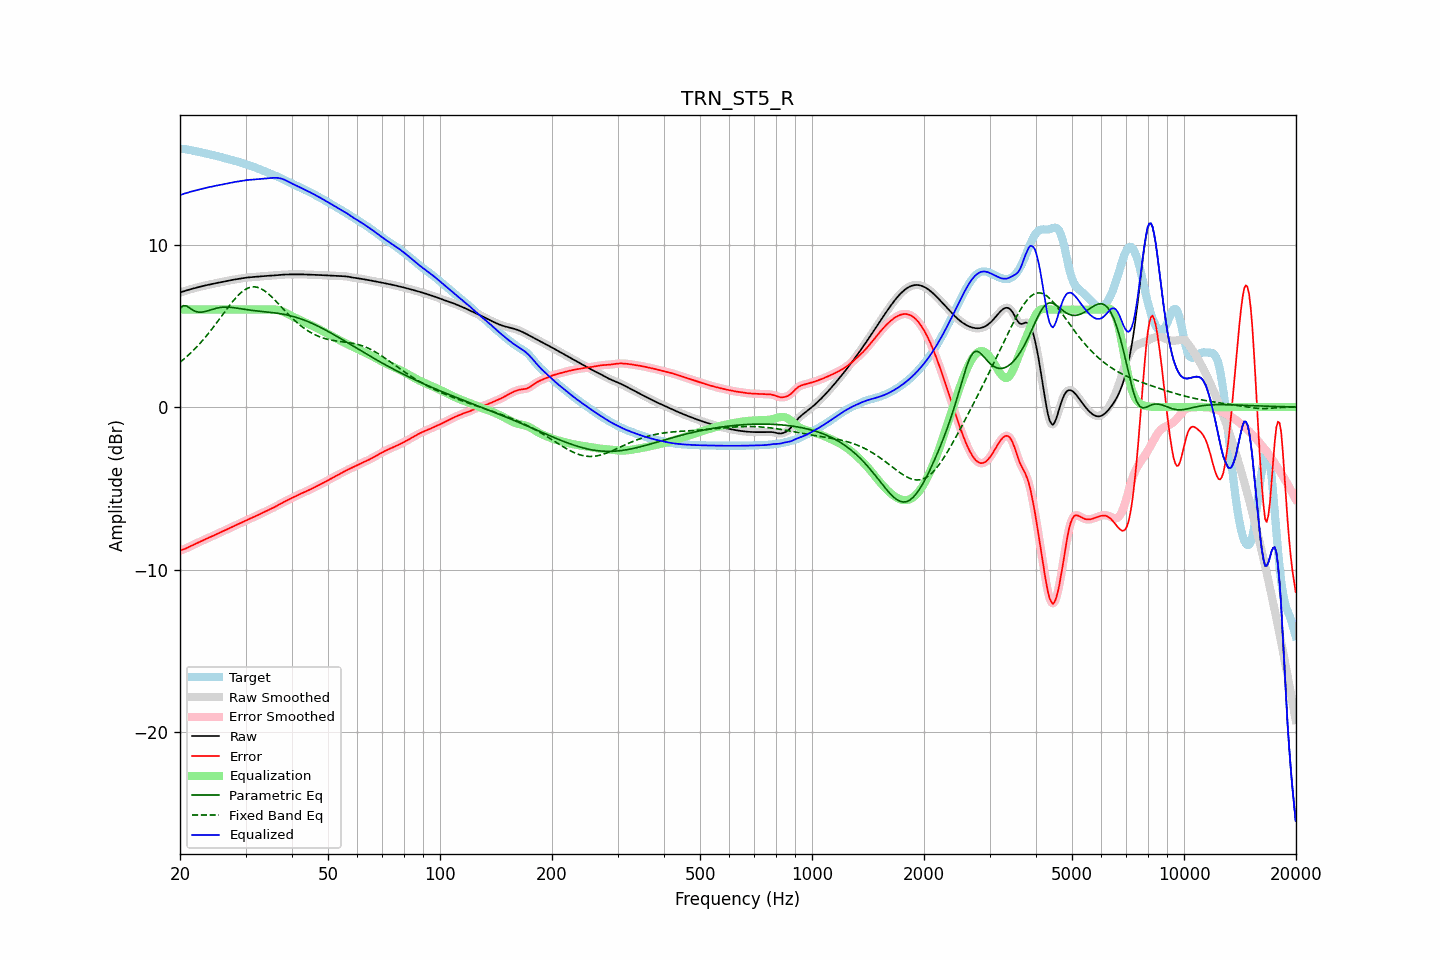 TRN_ST5_R
Amplitude (dBr)
10
0
−10
−20
Target
Raw Smoothed
Error Smoothed
Raw
Error
Equalization
Parametric Eq
Fixed Band Eq
Equalized
20 50 100 200 500 1000 2000 5000 10000 20000
Frequency (Hz)